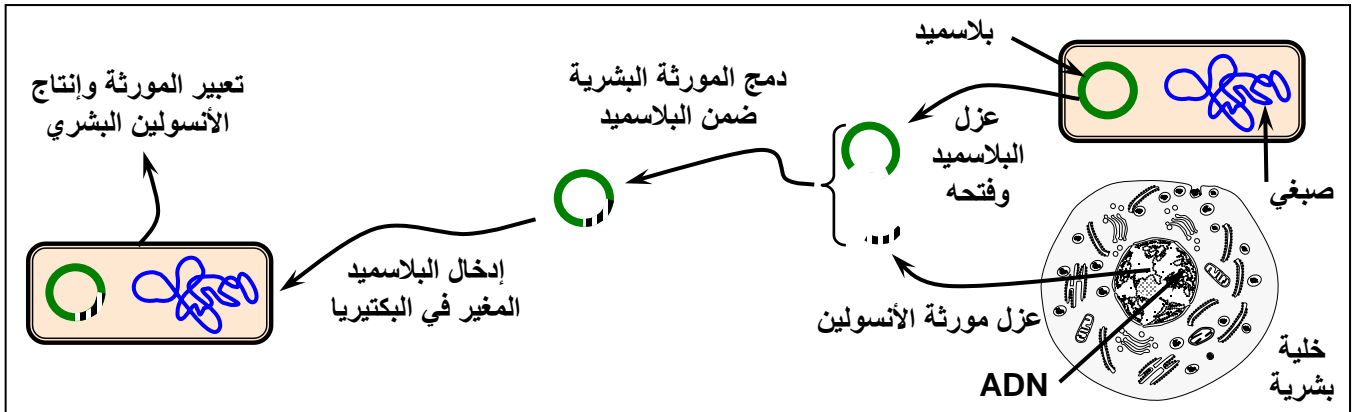 بلاسميد
عزل
البلاسميد
وفتحه
صبغي
دمج المورثة البشرية
ضمن البلاسميد
تعبير المورثة وإنتاج
الأنسولين البشري
إدخال البلاسميد
المغير في البكتيريا
عزل مورثة الأنسولين
خلية
بشرية
ADN